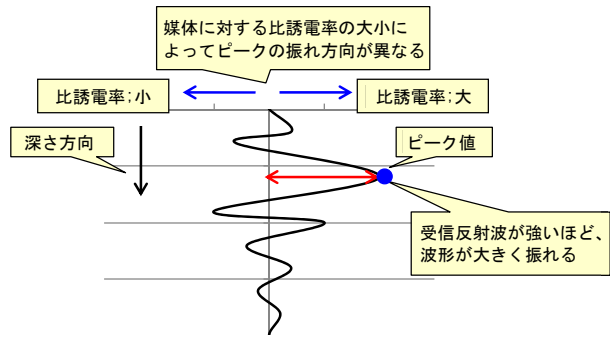 媒体に対する比誘電率の大小に
よってピークの振れ方向が異なる
比誘電率;小
比誘電率;大
深さ方向
ピーク値
受信反射波が強いほど、
波形が大きく振れる